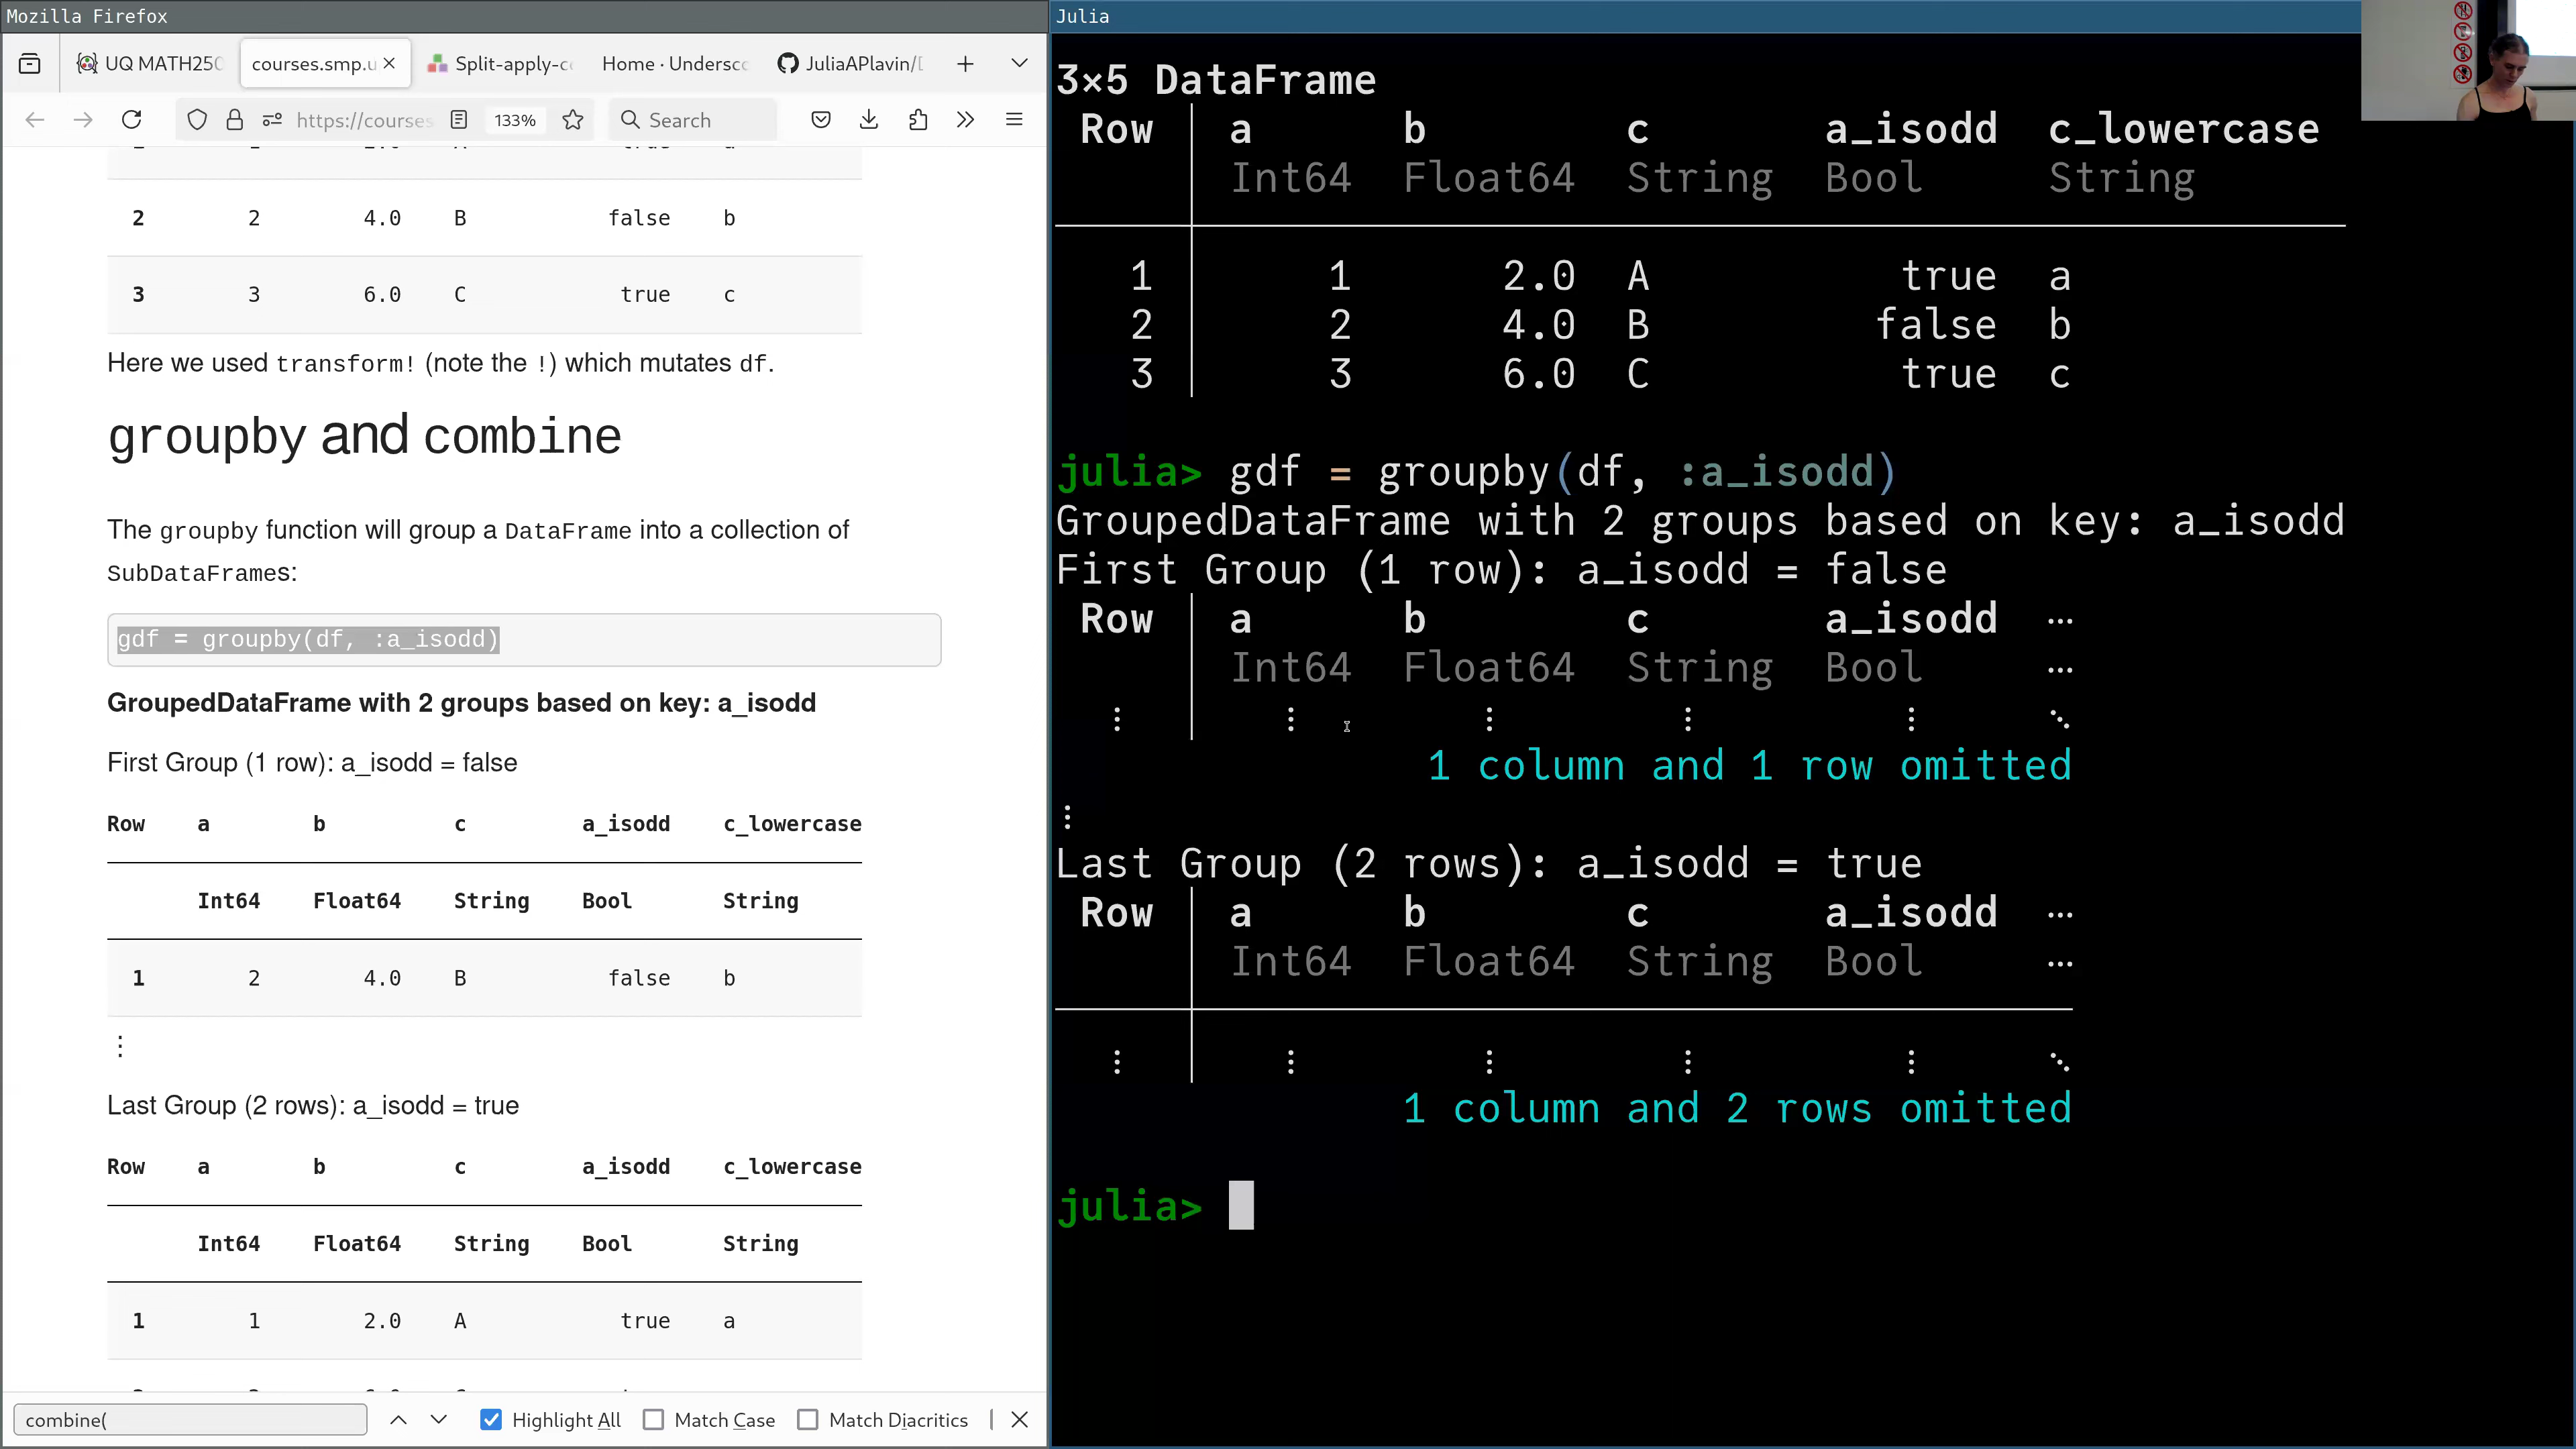 Mozilla Firefox
UQ MATH250
courses.smp.u
Split-apply-c
Home · Undersc
JuliaAPlavin/
https://courses
133%
Search
2 2 4.0 B false b
3 3 6.0 C true c
Here we used transform! (note the !) which mutates df.
groupby and combine
The groupby function will group a DataFrame into a collection of
SubDataFrames:
gdf = groupby(df, :a_isodd)
GroupedDataFrame with 2 groups based on key: a_isodd
First Group (1 row): a_isodd = false
Row a b c a_isodd c_lowercase
Int64 Float64 String Bool String
1 2 4.0 B false b
⋮
Last Group (2 rows): a_isodd = true
Row a b c a_isodd c_lowercase
Int64 Float64 String Bool String
1 1 2.0 A true a
combine(
Highlight All
Match Case
Match Diacritics
Julia
3×5 DataFrame
Row a b c a_isodd c_lowercase
Int64 Float64 String Bool String
1 1 2.0 A true a
2 2 4.0 B false b
3 3 6.0 C true c
julia> gdf = groupby(df, :a_isodd)
GroupedDataFrame with 2 groups based on key: a_isodd
First Group (1 row): a_isodd = false
Row a b c a_isodd ⋯
Int64 Float64 String Bool ⋯
⋮ ⋮ ⋮ ⋮ ⋮ ⋱
1 column and 1 row omitted
⋮
Last Group (2 rows): a_isodd = true
Row a b c a_isodd ⋯
Int64 Float64 String Bool ⋯
⋮ ⋮ ⋮ ⋮ ⋮ ⋱
1 column and 2 rows omitted
julia>